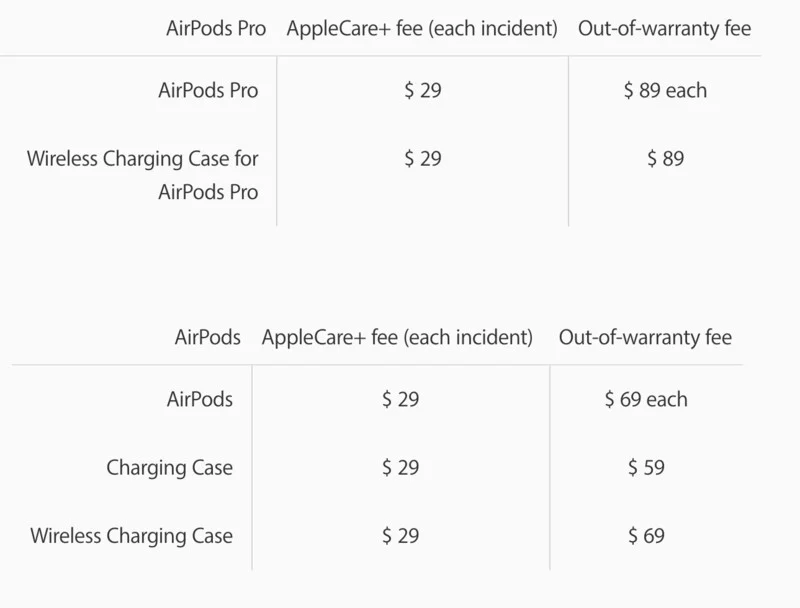 AirPods Pro AppleCare+ fee (each incident) Out-of-warranty fee
AirPods Pro $ 29 $ 89 each
Wireless Charging Case for $ 29 $ 89
AirPods Pro
AirPods AppleCare+ fee (each incident) Out-of-warranty fee
AirPods $ 29 $ 69 each
Charging Case $ 29 $ 59
Wireless Charging Case $ 29 $ 69